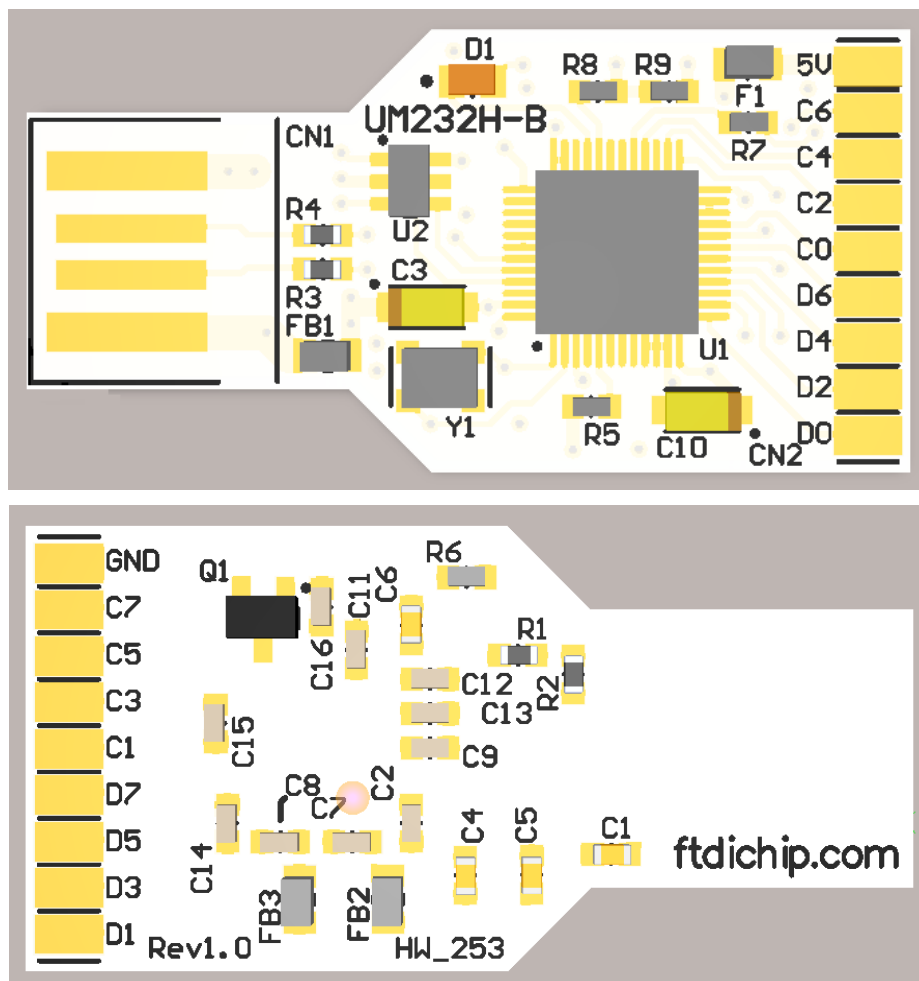 D1
R8 R9
5V
F1
UM232H-B
C6
CN1
R7
C4
R4
U2
C2
C3
C0
R3
D6
FB1
U1
D4
Y1
R5
D2
C10
D0
CN2
GND
Q1
R6
C7
C11
C6
C5
C16
R1
R2
C12
C3
C13
C15
C1
C9
D7
C8
C7
C2
D5
C14
C4
C5
C1
ftdichip.com
D3
FB3
FB2
D1
Rev1.0
HW_253